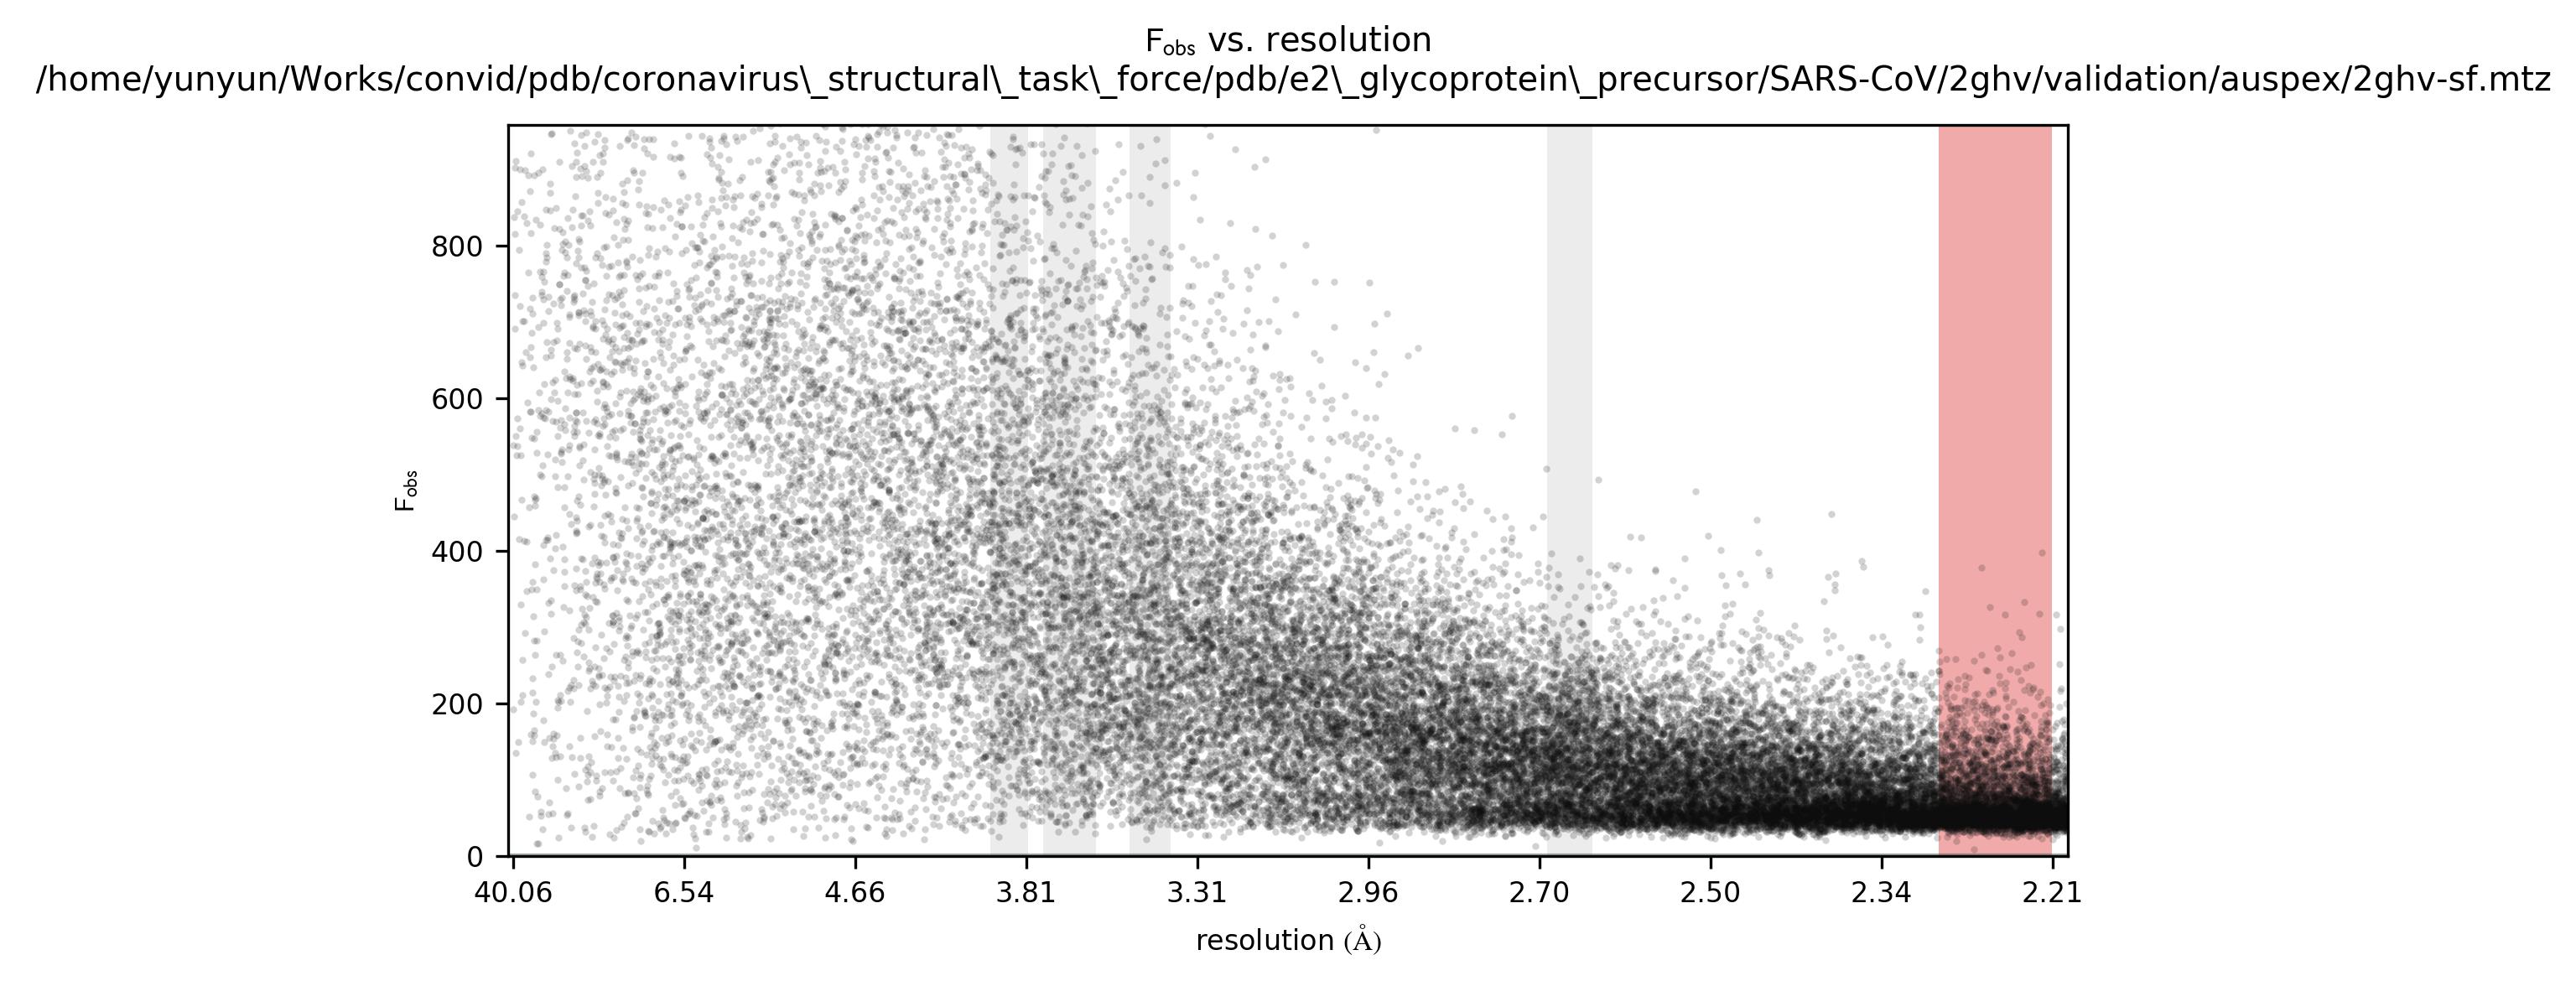 Fobs vs. resolution
/home/yunyun/Works/convid/pdb/coronavirus\_structural\_task\_force/pdb/e2\_glycoprotein\_precursor/SARS-CoV/2ghv/validation/auspex/2ghv-sf.mtz
Fobs
800
600
400
200
0
40.06 6.54 4.66 3.81 3.31 2.96 2.70 2.50 2.34 2.21
resolution (Å)